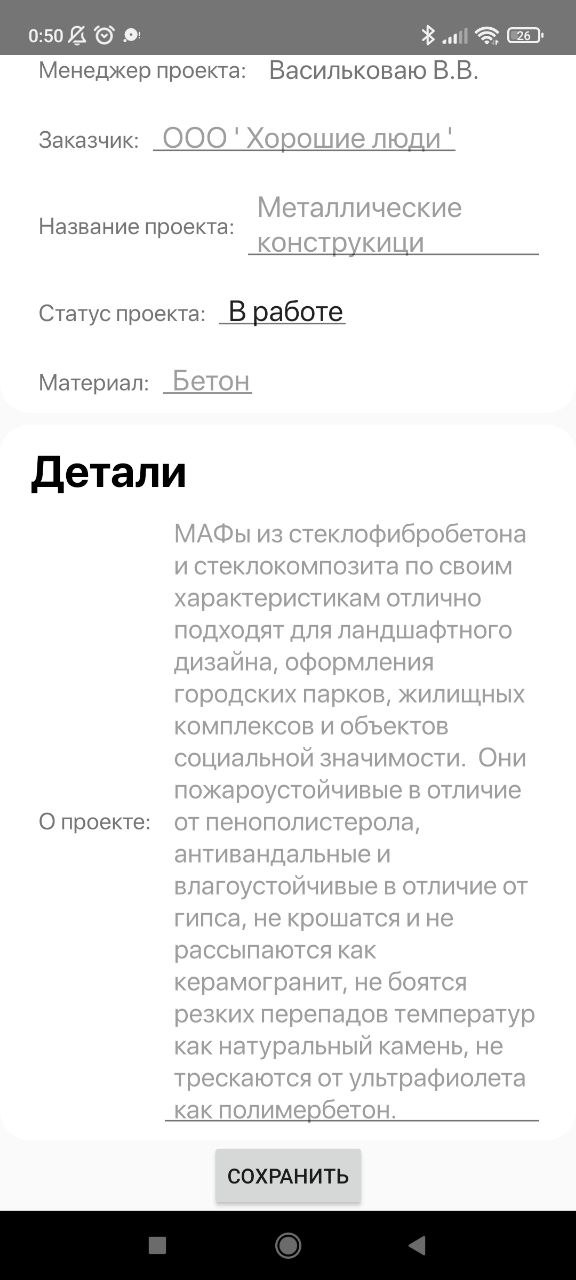 0:50
26
Менеджер проекта: Васильковаю В.В.
Заказчик: ООО ' Хорошие люди '
Название проекта: Металлические
конструкици
Статус проекта: В работе
Материал: Бетон
Детали
О проекте:
МАФы из стеклофибробетона
и стеклокомпозита по своим
характеристикам отлично
подходят для ландшафтного
дизайна, оформления
городских парков, жилищных
комплексов и объектов
социальной значимости. Они
пожароустойчивые в отличие
от пенополистерола,
антивандальные и
влагоустойчивые в отличие от
гипса, не крошатся и не
рассыпаются как
керамогранит, не боятся
резких перепадов температур
как натуральный камень, не
трескаются от ультрафиолета
как полимербетон.
СОХРАНИТЬ